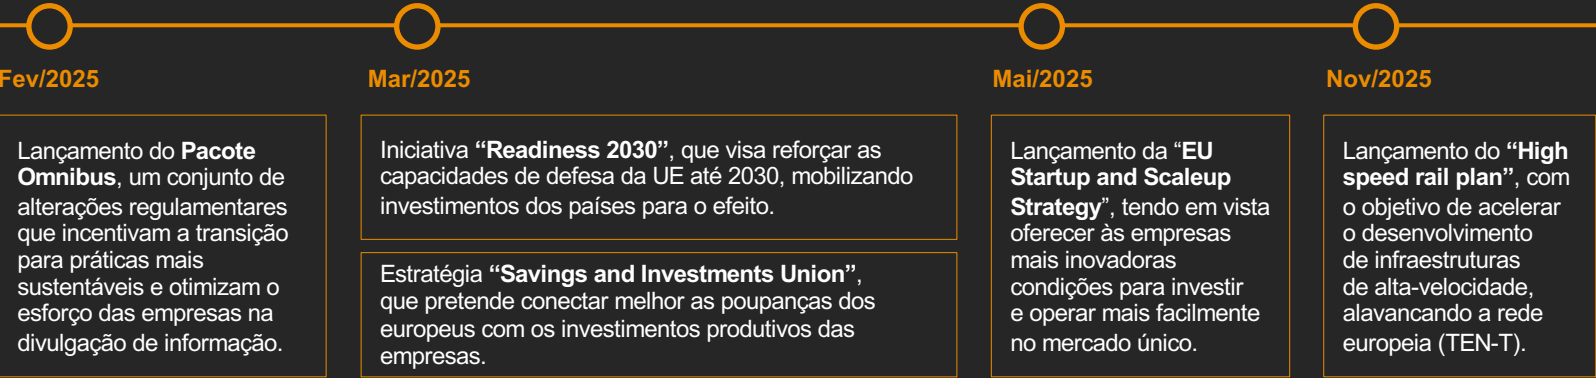 Fev/2025
Lançamento do Pacote
Omnibus, um conjunto de
alterações regulamentares
que incentivam a transição
para práticas mais
sustentáveis e otimizam o
esforço das empresas na
divulgação de informação.
Mar/2025
Iniciativa “Readiness 2030”, que visa reforçar as
capacidades de defesa da UE até 2030, mobilizando
investimentos dos países para o efeito.
Estratégia “Savings and Investments Union”,
que pretende conectar melhor as poupanças dos
europeus com os investimentos produtivos das
empresas.
Mai/2025
Lançamento da “EU
Startup and Scaleup
Strategy”, tendo em vista
oferecer às empresas
mais inovadoras
condições para investir
e operar mais facilmente
no mercado único.
Nov/2025
Lançamento do “High
speed rail plan”, com
o objetivo de acelerar
o desenvolvimento
de infraestruturas
de alta-velocidade,
alavancando a rede
europeia (TEN-T).